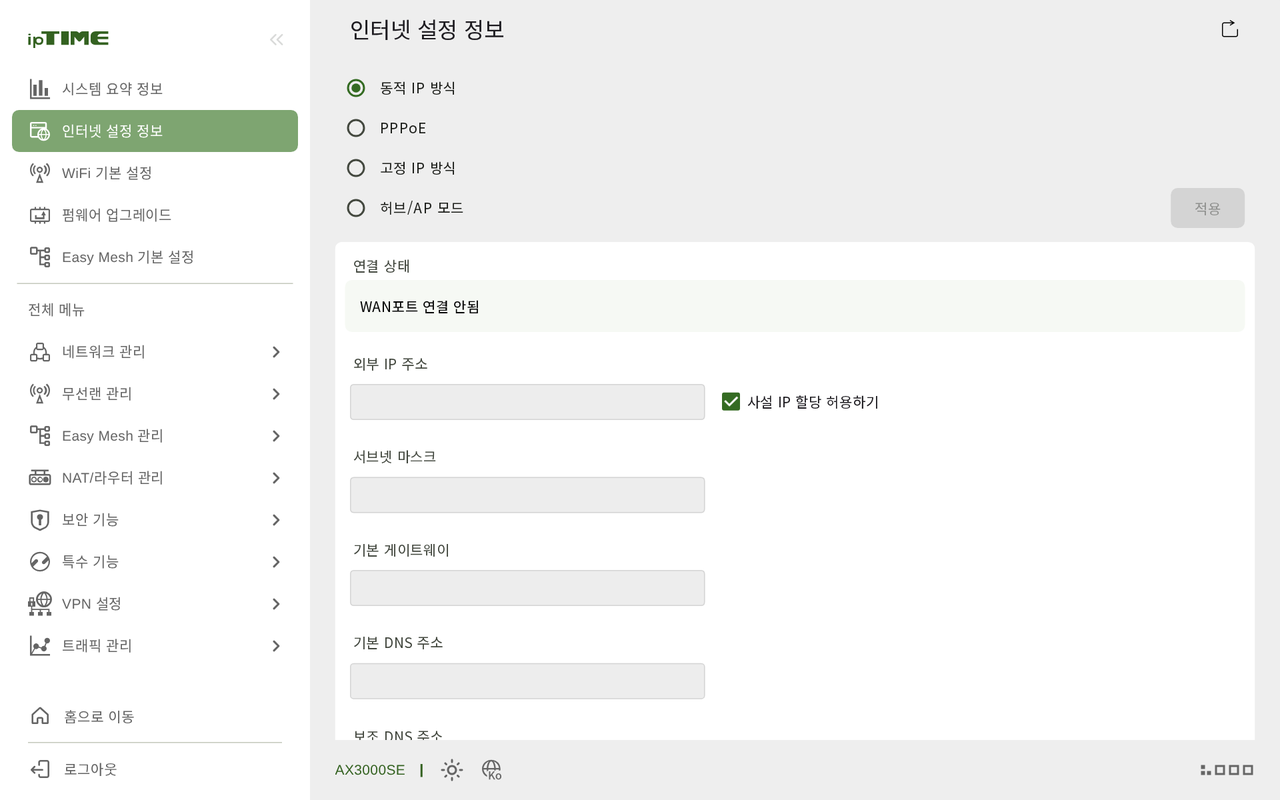 ipTIME
시스템 요약 정보
인터넷 설정 정보
WiFi 기본 설정
펌웨어 업그레이드
Easy Mesh 기본 설정
전체 메뉴
네트워크 관리
무선랜 관리
Easy Mesh 관리
NAT/라우터 관리
보안 기능
특수 기능
VPN 설정
트래픽 관리
홈으로 이동
로그아웃
인터넷 설정 정보
동적 IP 방식
PPPoE
고정 IP 방식
허브/AP 모드
적용
연결 상태
WAN포트 연결 안됨
외부 IP 주소
사설 IP 할당 허용하기
서브넷 마스크
기본 게이트웨이
기본 DNS 주소
보조 DNS 주소
AX3000SE
Ko